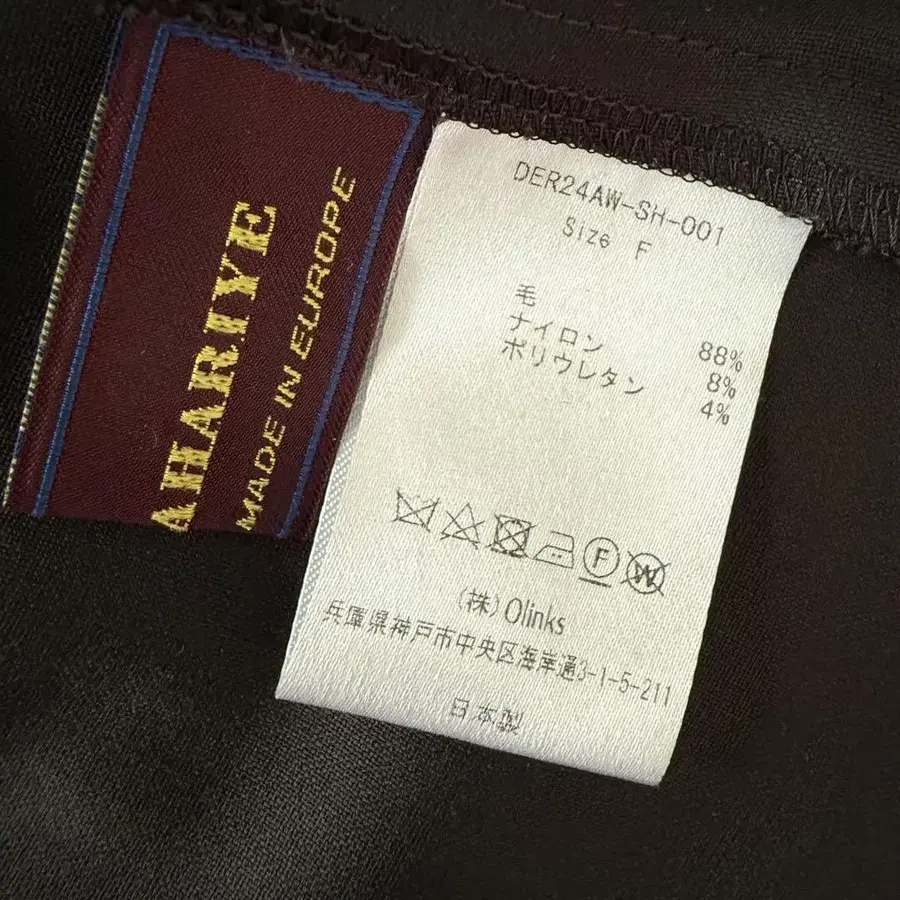 AHARIYE
MADE IN EUROPE
DER24AW-SH-001
Size F
毛 88%
ナイロン 8%
ポリウレタン 4%
F W
(株) Olinks
兵庫県神戸市中央区海岸通3-1-5-211
日本製